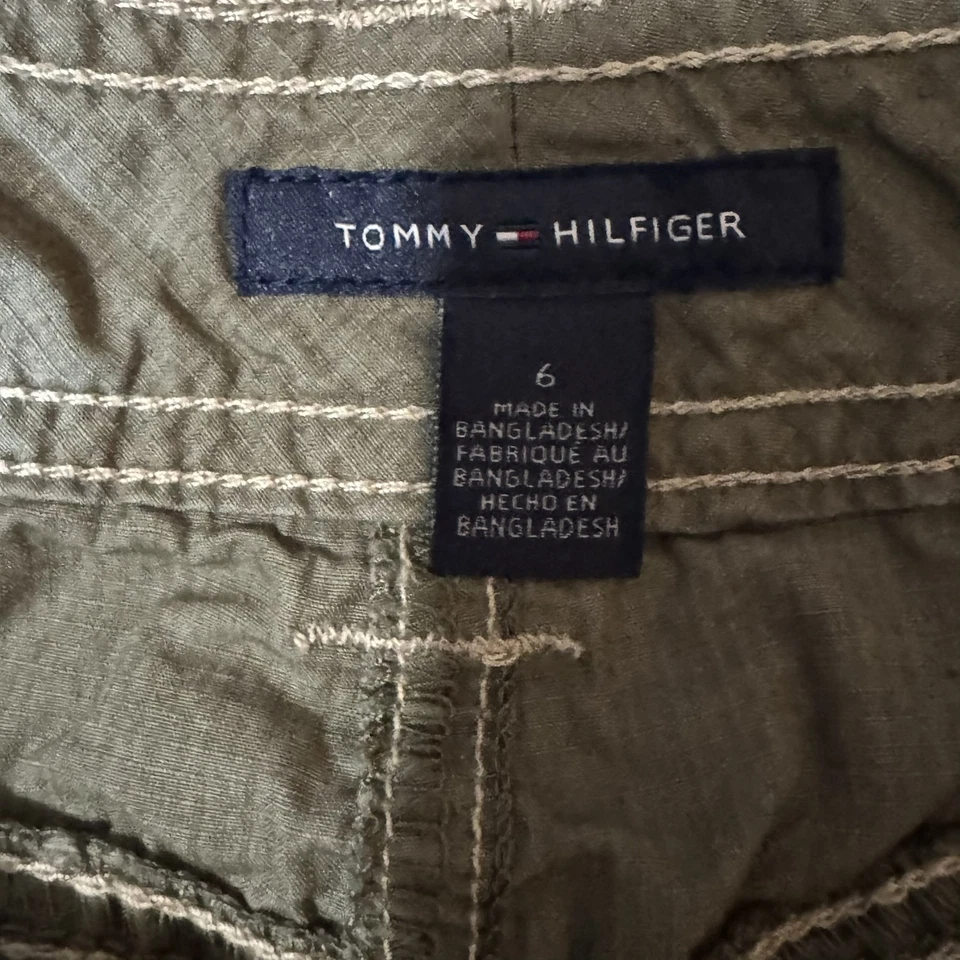 TOMMY HILFIGER
6
MADE IN
BANGLADESH/
FABRIQUÉ AU
BANGLADESH/
HECHO EN
BANGLADESH